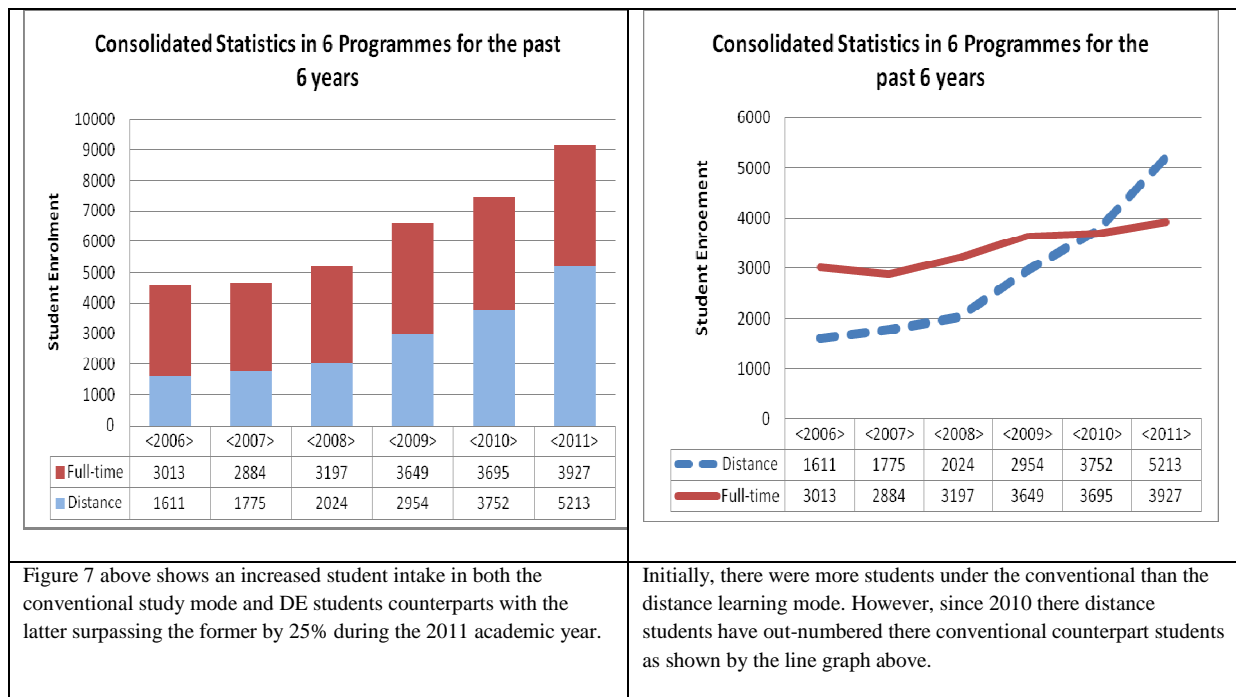 Consolidated Statistics in 6 Programmes for the past
6 years
10000
9000
8000
7000
6000
5000
4000
3000
2000
1000
0
Student Enrolment
<2006> <2007> <2008> <2009> <2010> <2011>
Full-time 3013 2884 3197 3649 3695 3927
Distance 1611 1775 2024 2954 3752 5213
Figure 7 above shows an increased student intake in both the
conventional study mode and DE students counterparts with the
latter surpassing the former by 25% during the 2011 academic year.
Consolidated Statistics in 6 Programmes for the
past 6 years
6000
5000
4000
3000
2000
1000
0
Student Enroement
<2006> <2007> <2008> <2009> <2010> <2011>
Distance 1611 1775 2024 2954 3752 5213
Full-time 3013 2884 3197 3649 3695 3927
Initially, there were more students under the conventional than the
distance learning mode. However, since 2010 there distance
students have out-numbered there conventional counterpart students
as shown by the line graph above.